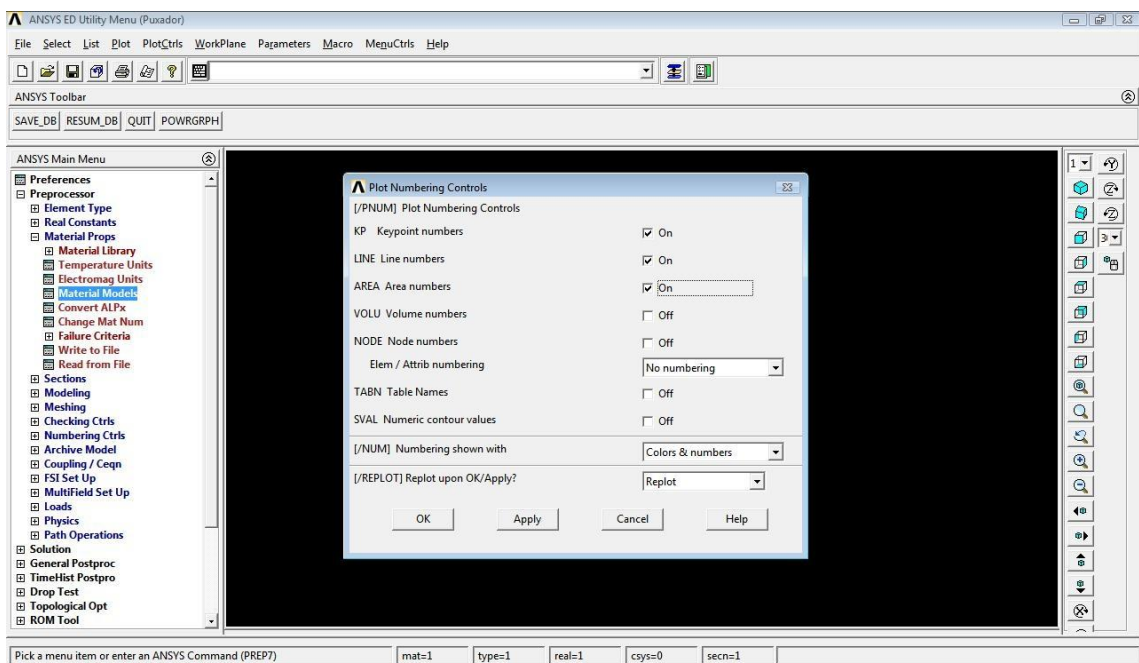 ANSYS ED Utility Menu (Puxador)
File Select List Plot PlotCtrls WorkPlane Parameters Macro MenuCtrls Help
ANSYS Toolbar
SAVE_DB RESUM_DB QUIT POWRGRPH
ANSYS Main Menu
Preferences
Preprocessor
Element Type
Real Constants
Material Props
Material Library
Temperature Units
Electromag Units
Material Models
Convert ALPx
Change Mat Num
Failure Criteria
Write to File
Read from File
Sections
Modeling
Meshing
Checking Ctrls
Numbering Ctrls
Archive Model
Coupling / Ceqn
FSI Set Up
MultiField Set Up
Loads
Physics
Path Operations
Solution
General Postproc
TimeHist Postpro
Drop Test
Topological Opt
ROM Tool
Plot Numbering Controls
[/PNUM] Plot Numbering Controls
KP Keypoint numbers On
LINE Line numbers On
AREA Area numbers On
VOLU Volume numbers Off
NODE Node numbers Off
Elem / Attrib numbering No numbering
TABN Table Names Off
SVAL Numeric contour values Off
[/NUM] Numbering shown with Colors & numbers
[/REPLOT] Replot upon OK/Apply? Replot
OK Apply Cancel Help
1
Pick a menu item or enter an ANSYS Command (PREP7) mat=1 type=1 real=1 csys=0 secn=1